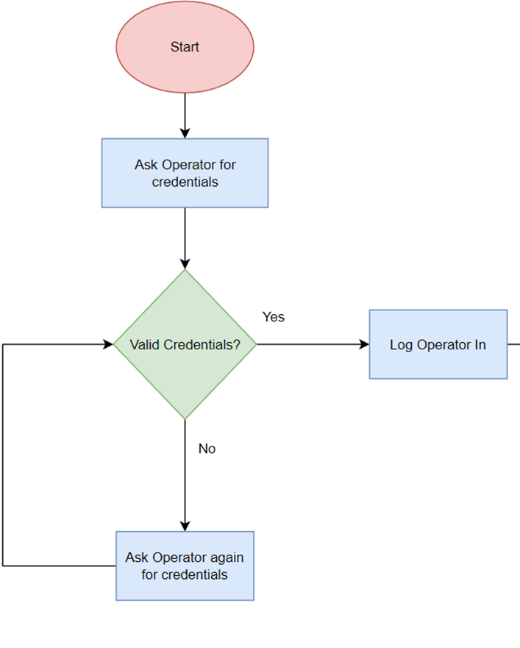 Start
Ask Operator for
credentials
Yes
Valid Credentials?
Log Operator In
No
Ask Operator again
for credentials